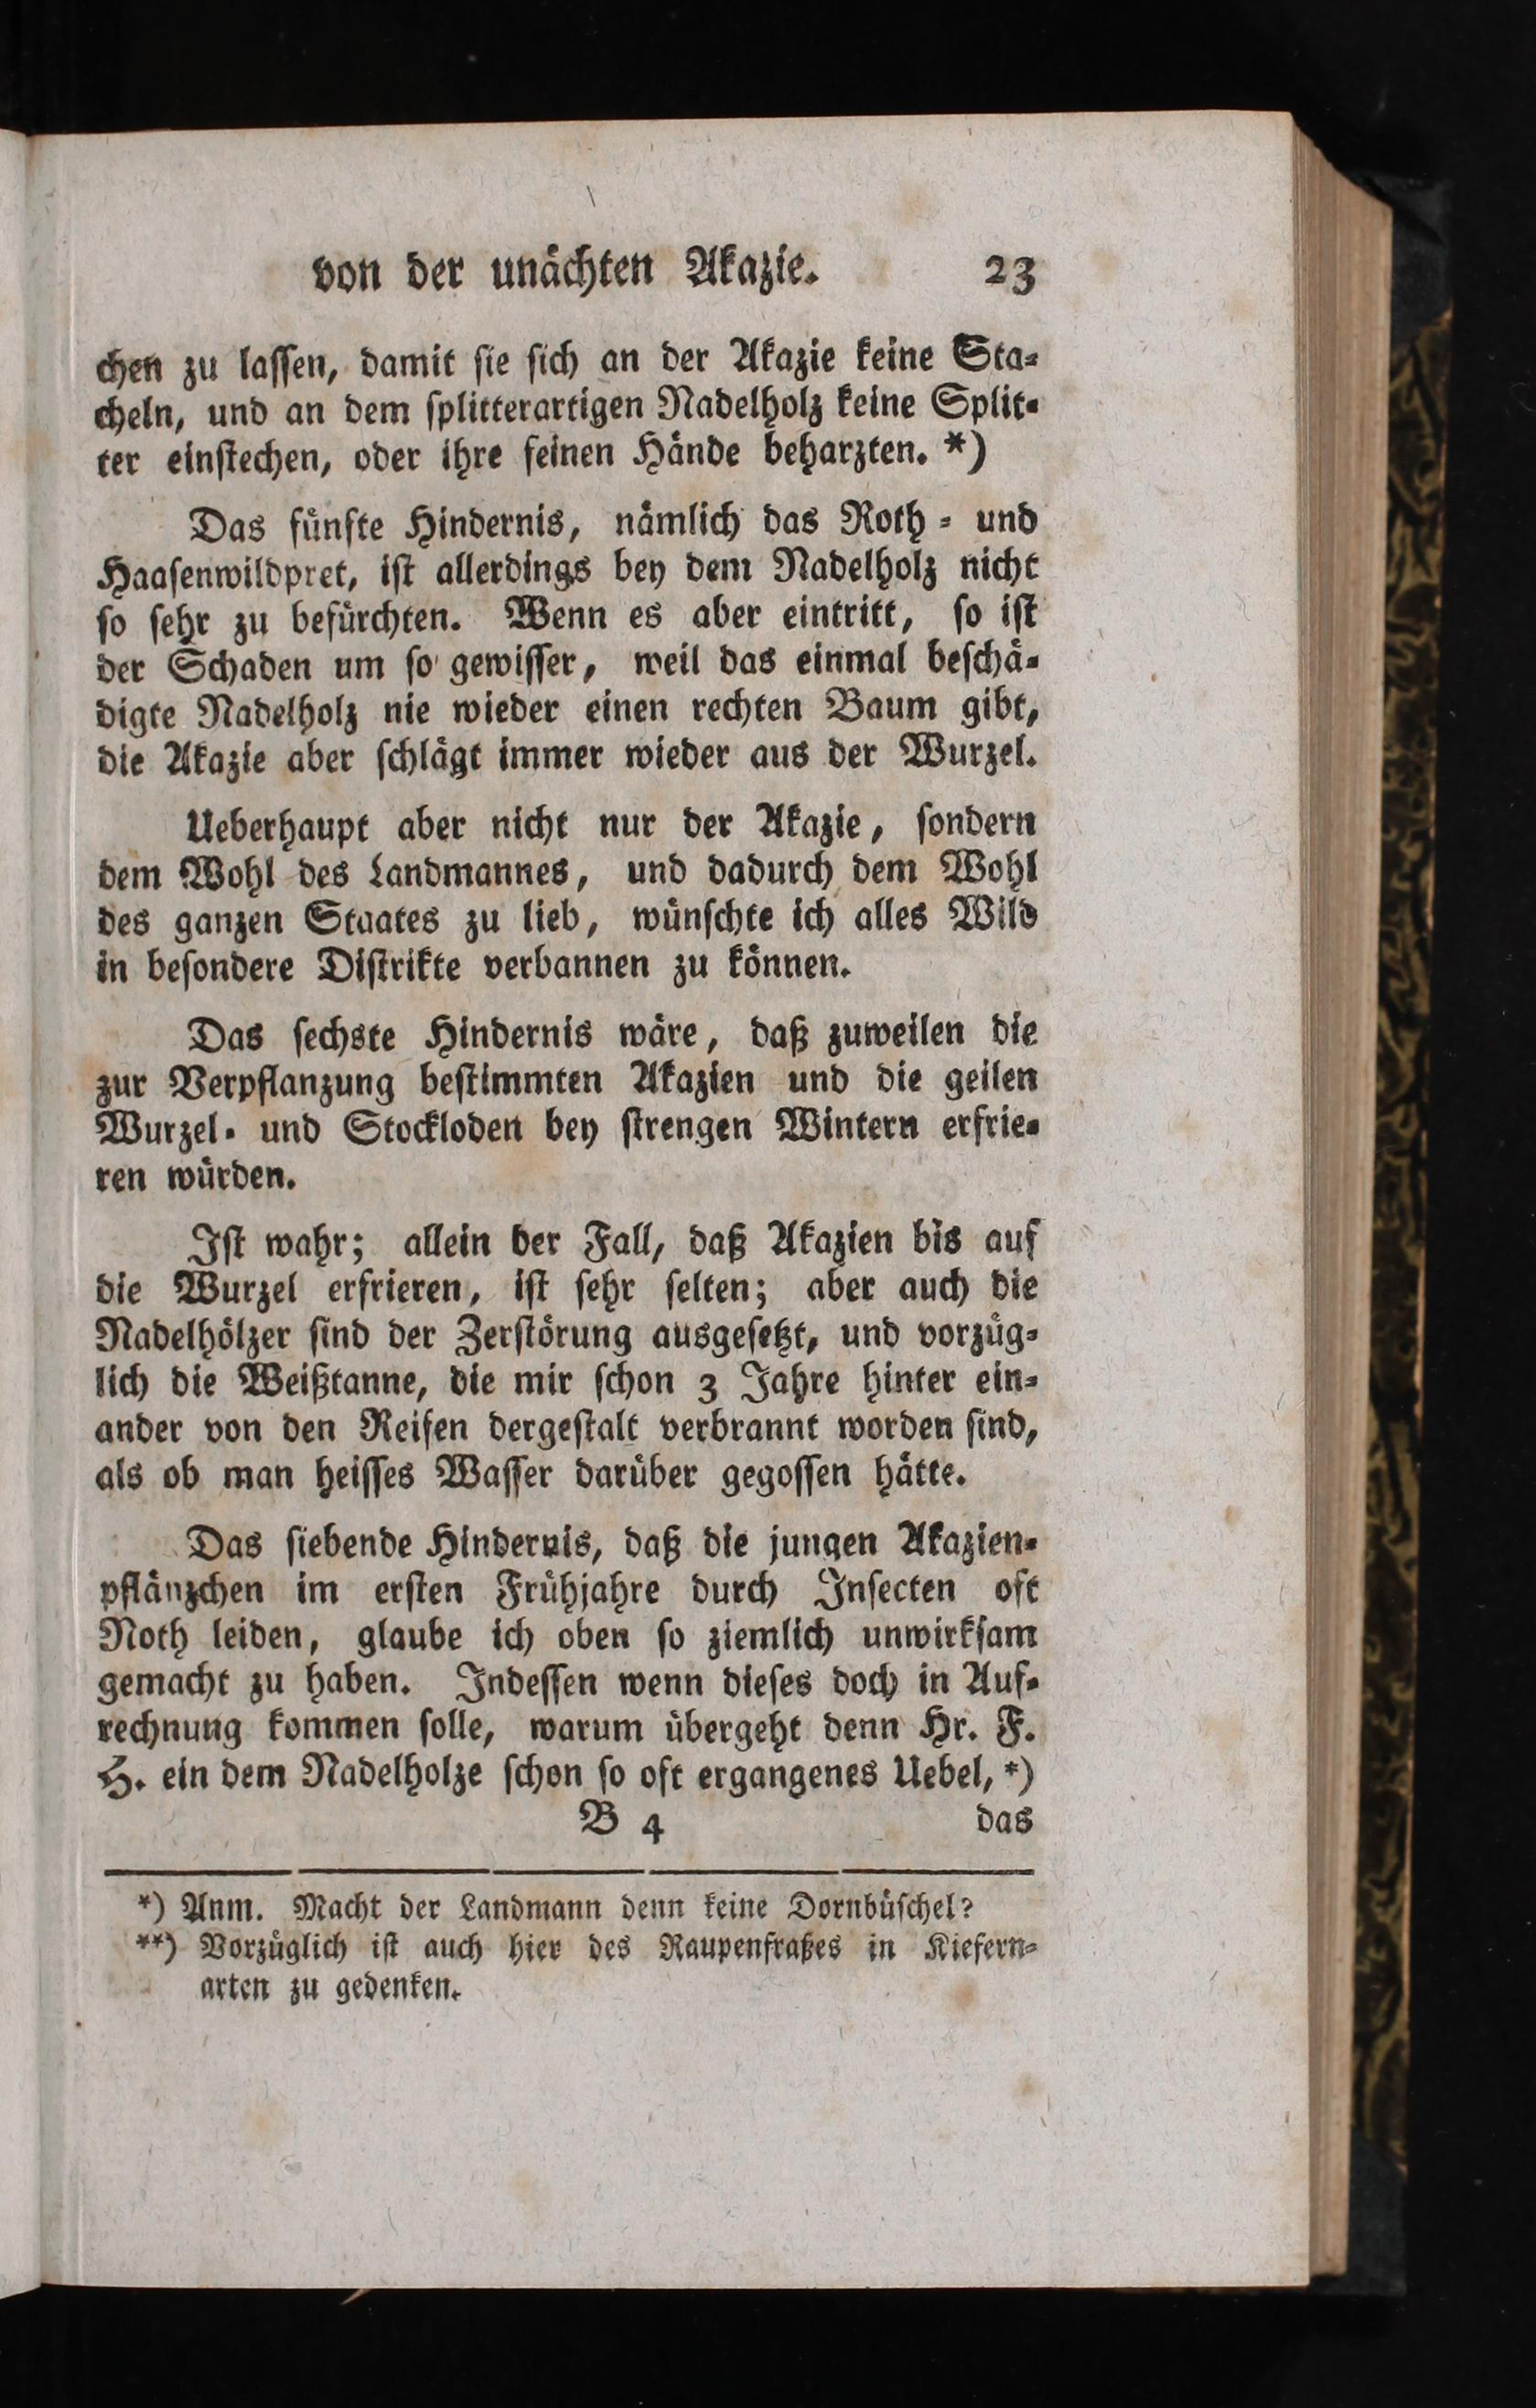 von der unächten Akazie. 23
chen zu lassen, damit sie sich an der Akazie keine Sta-
cheln, und an dem splitterartigen Nadelholz keine Split-
ter einstechen, oder ihre feinen Hände beharzten. *)
Das fünfte Hindernis, nämlich das Roth- und
Haasenwildpret, ist allerdings bey dem Nadelholz nicht
so sehr zu befürchten. Wenn es aber eintritt, so ist
der Schaden um so gewisser, weil das einmal beschä-
digte Nadelholz nie wieder einen rechten Baum gibt,
die Akazie aber schlägt immer wieder aus der Wurzel.
Ueberhaupt aber nicht nur der Akazie, sondern
dem Wohl des Landmannes, und dadurch dem Wohl
des ganzen Staates zu lieb, wünschte ich alles Wild
in besondere Distrikte verbannen zu können.
Das sechste Hindernis wäre, daß zuweilen die
zur Verpflanzung bestimmten Akazien und die geilen
Wurzel- und Stockloden bey strengen Wintern erfrie-
ren würden.
Ist wahr; allein der Fall, daß Akazien bis auf
die Wurzel erfrieren, ist sehr selten; aber auch die
Nadelhölzer sind der Zerstörung ausgesetzt, und vorzüg-
lich die Weißtanne, die mir schon 3 Jahre hinter ein-
ander von den Reifen dergestalt verbrannt worden sind,
als ob man heisses Wasser darüber gegossen hätte.
Das siebende Hindernis, daß die jungen Akazien-
pflänzchen im ersten Frühjahre durch Insecten oft
Noth leiden, glaube ich oben so ziemlich unwirksam
gemacht zu haben. Indessen wenn dieses doch in Auf-
rechnung kommen solle, warum übergeht denn Hr. F.
H. ein dem Nadelholze schon so oft ergangenes Uebel, *)
B 4 das
*) Anm. Macht der Landmann denn keine Dornbüschel?
**) Vorzüglich ist auch hier des Raupenfraßes in Kiefern-
arten zu gedenken.